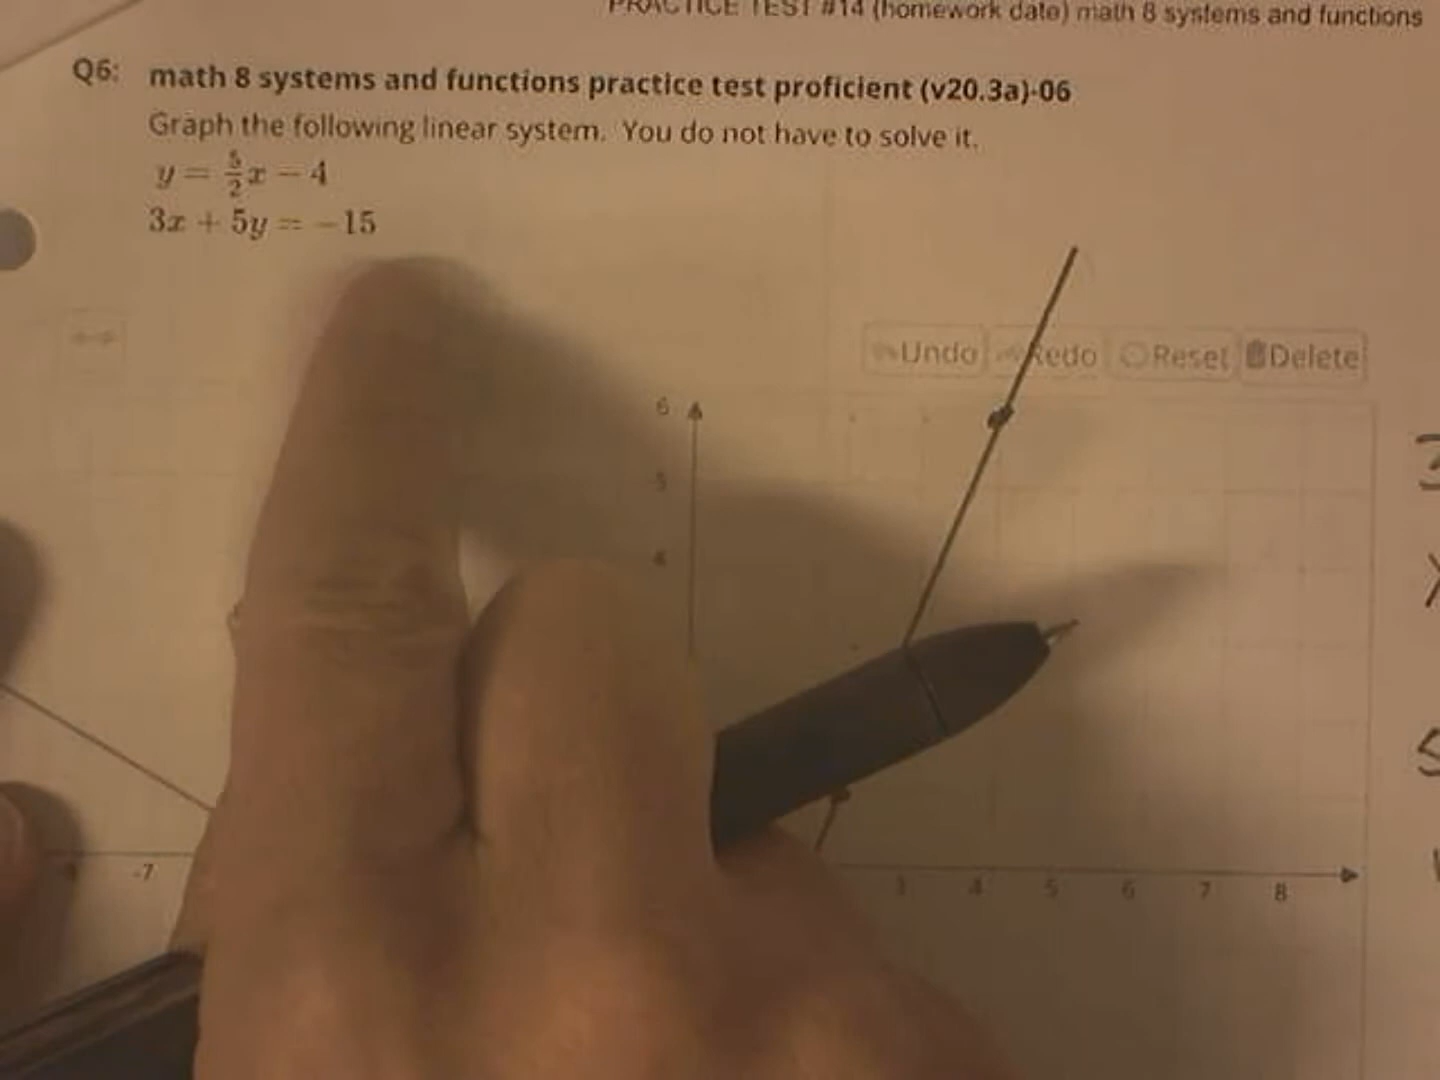 PRACTICE TEST #14 (homework date) math 8 systems and functions
Q6: math 8 systems and functions practice test proficient (v20.3a)-06
Graph the following linear system. You do not have to solve it.
y = 5/2 x - 4
3x + 5y = -15
Undo Redo Reset Delete
6
5
4
-7 3 4 5 6 7 8